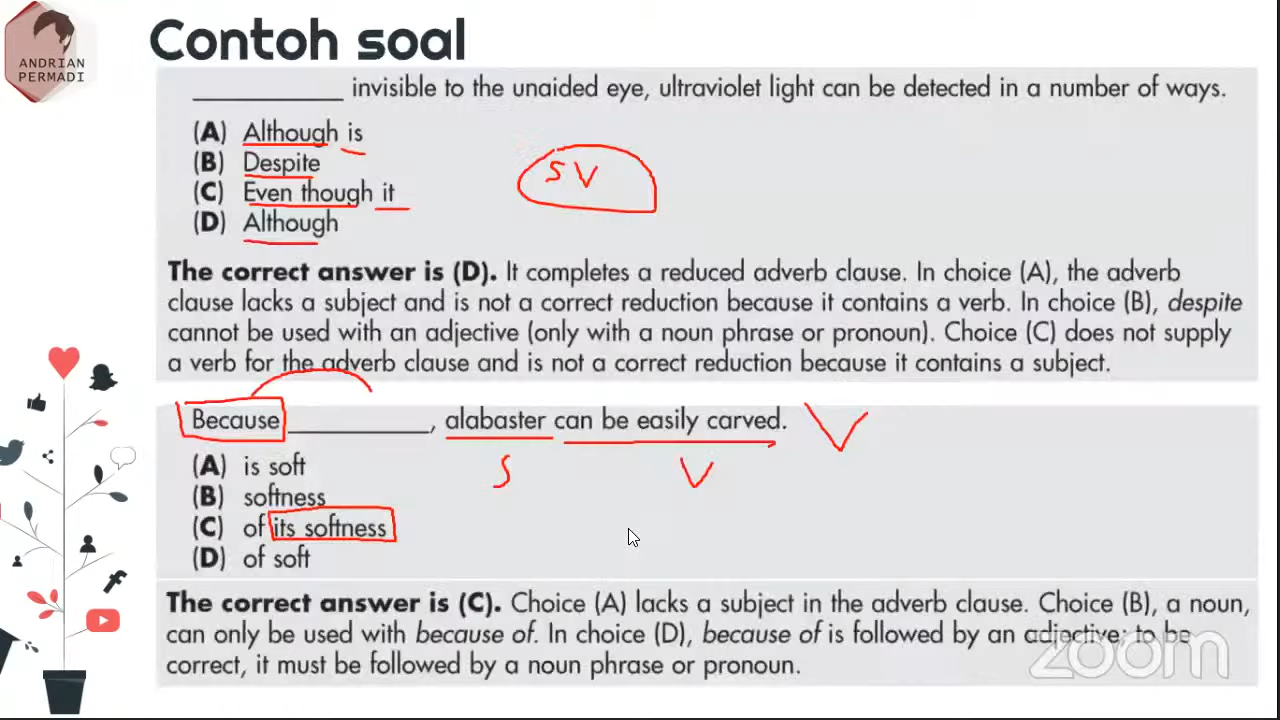 ANDRIAN
PERMADI
Contoh soal
____________ invisible to the unaided eye, ultraviolet light can be detected in a number of ways.
(A) Although is
(B) Despite
(C) Even though it
(D) Although
S V
The correct answer is (D). It completes a reduced adverb clause. In choice (A), the adverb
clause lacks a subject and is not a correct reduction because it contains a verb. In choice (B), despite
cannot be used with an adjective (only with a noun phrase or pronoun). Choice (C) does not supply
a verb for the adverb clause and is not a correct reduction because it contains a subject.
Because ____________, alabaster can be easily carved.
S V
(A) is soft
(B) softness
(C) of its softness
(D) of soft
The correct answer is (C). Choice (A) lacks a subject in the adverb clause. Choice (B), a noun,
can only be used with because of. In choice (D), because of is followed by an adjective; to be
correct, it must be followed by a noun phrase or pronoun.
zoom